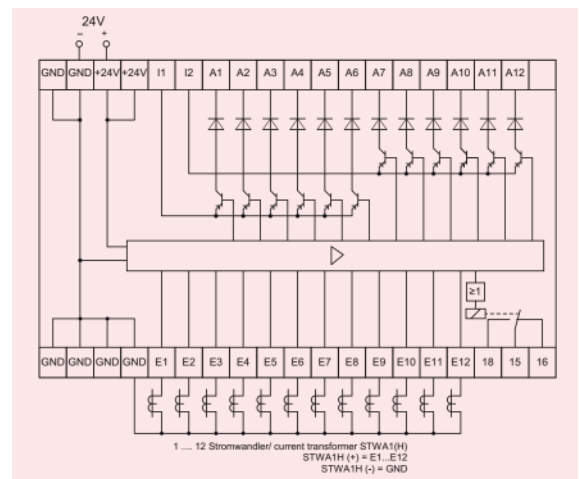 24V
- +
GND GND +24V +24V I1 I2 A1 A2 A3 A4 A5 A6 A7 A8 A9 A10 A11 A12
≥1
GND GND GND GND E1 E2 E3 E4 E5 E6 E7 E8 E9 E10 E11 E12 18 15 16
1 .... 12 Stromwandler/ current transformer STWA1(H)
STWA1H (+) = E1...E12
STWA1H (-) = GND